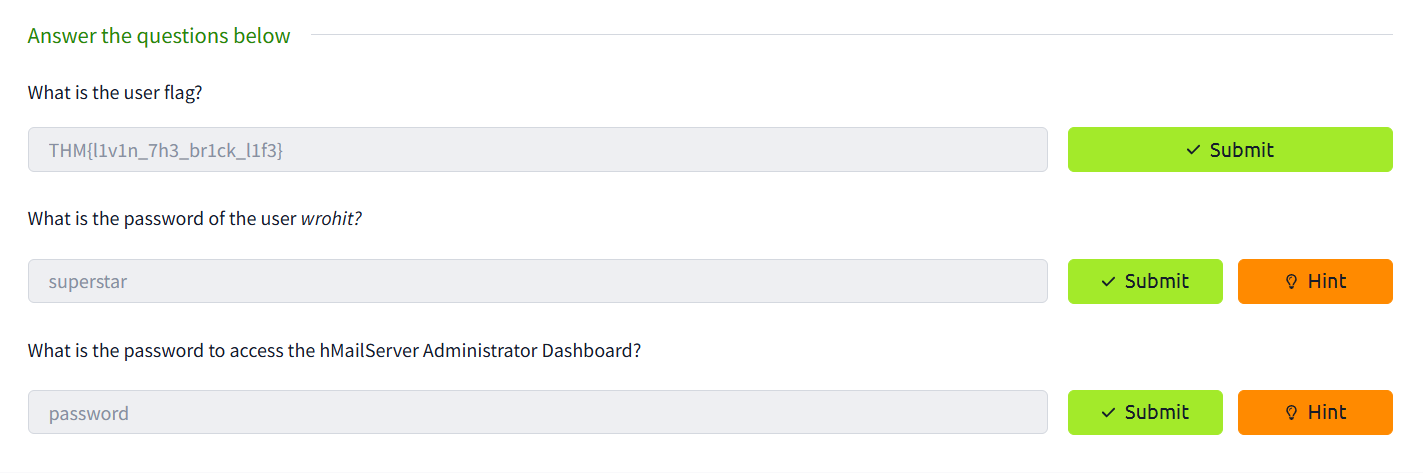 Answer the questions below
What is the user flag?
THM{l1v1n_7h3_br1ck_l1f3}
Submit
What is the password of the user wrohit?
superstar
Submit
Hint
What is the password to access the hMailServer Administrator Dashboard?
password
Submit
Hint